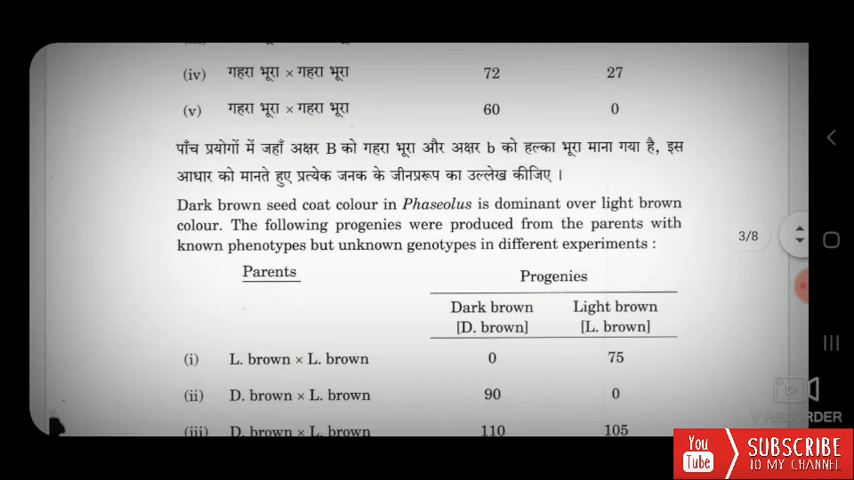 (iv) गहरा भूरा × गहरा भूरा 72 27
(v) गहरा भूरा × गहरा भूरा 60 0
पाँच प्रयोगों में जहाँ अक्षर B को गहरा भूरा और अक्षर b को हल्का भूरा माना गया है, इस
आधार को मानते हुए प्रत्येक जनक के जीनप्ररूप का उल्लेख कीजिए ।
Dark brown seed coat colour in Phaseolus is dominant over light brown
colour. The following progenies were produced from the parents with
known phenotypes but unknown genotypes in different experiments :
3/8
Parents Progenies
Dark brown Light brown
[D. brown] [L. brown]
(i) L. brown × L. brown 0 75
(ii) D. brown × L. brown 90 0
(iii) D. brown × L. brown 110 105
V RECORDER
You Tube
SUBSCRIBE
TO MY CHANNEL